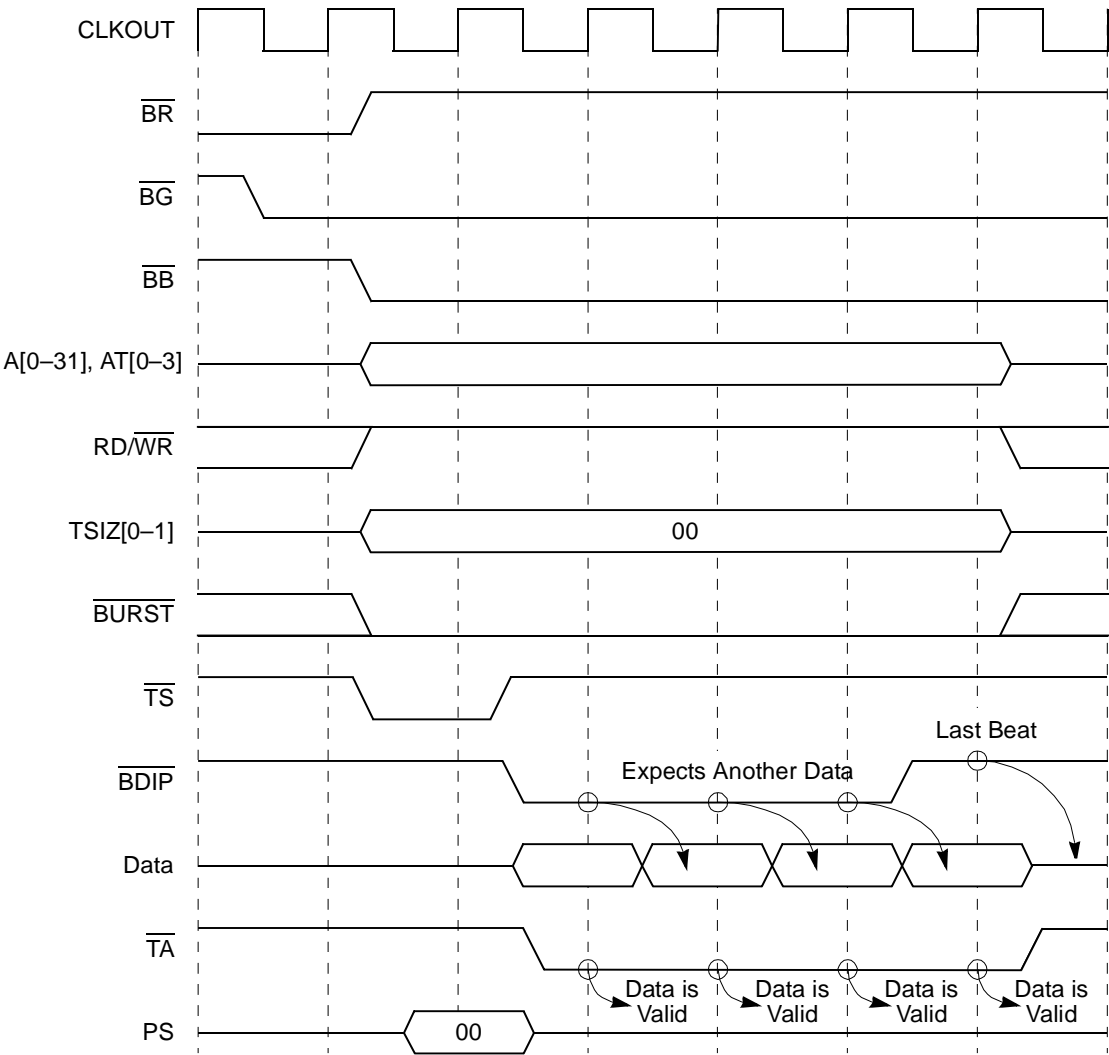 CLKOUT
BR
BG
BB
A[0–31], AT[0–3]
RD/WR
TSIZ[0–1]
00
BURST
TS
Last Beat
BDIP
Expects Another Data
Data
TA
Data is
Valid
Data is
Valid
Data is
Valid
Data is
Valid
PS
00